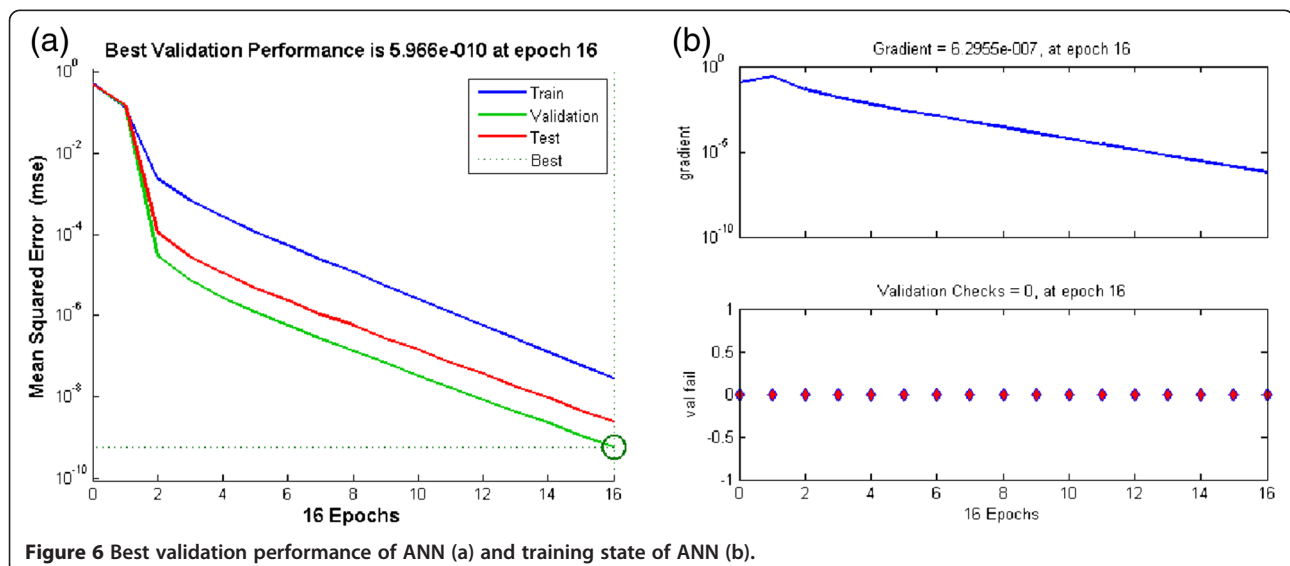 (a)
Best Validation Performance is 5.966e-010 at epoch 16
Train
Validation
Test
Best
Mean Squared Error (mse)
10^0
10^-2
10^-4
10^-6
10^-8
10^-10
0 2 4 6 8 10 12 14 16
16 Epochs
(b)
Gradient = 6.2955e-007, at epoch 16
gradient
10^0
10^-5
10^-10
Validation Checks = 0, at epoch 16
val fail
1
0.5
0
-0.5
-1
0 2 4 6 8 10 12 14 16
16 Epochs
Figure 6 Best validation performance of ANN (a) and training state of ANN (b).